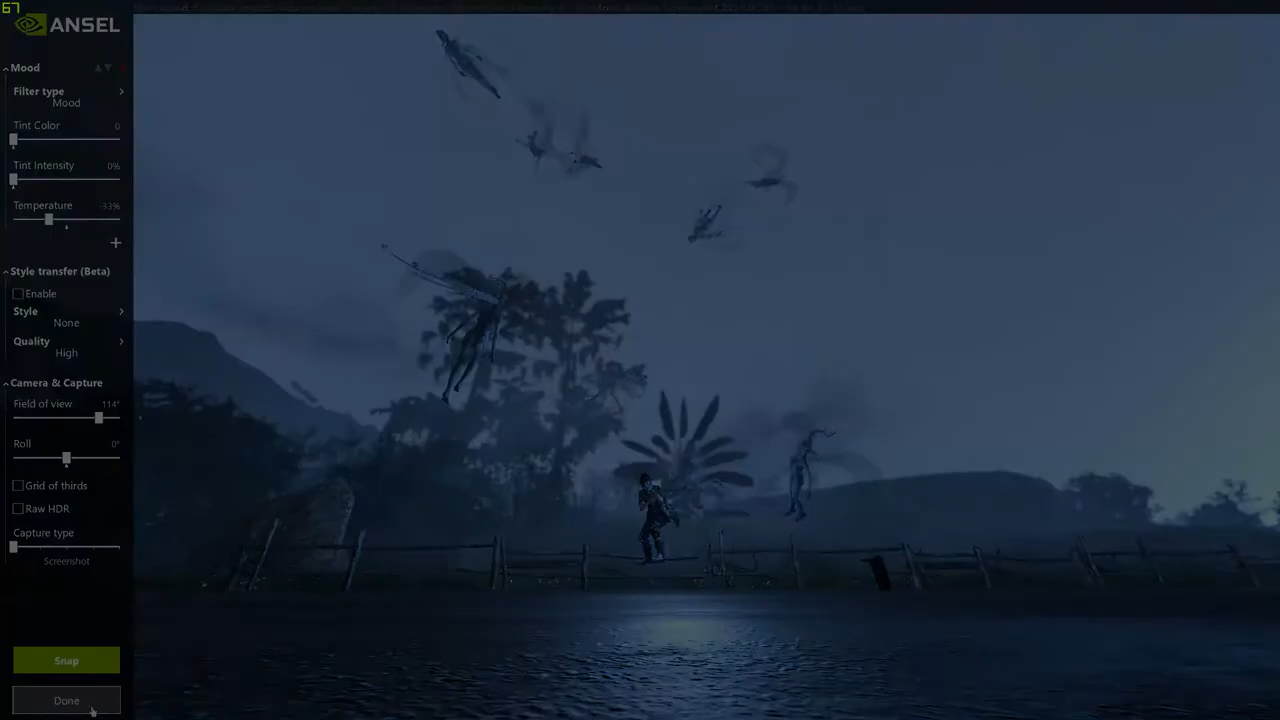 67
ANSEL
Mood
Filter type
Mood
Tint Color 0
Tint Intensity 0%
Temperature -33%
Style transfer (Beta)
Enable
Style
None
Quality
High
Camera & Capture
Field of view 114°
Roll 0°
Grid of thirds
Raw HDR
Capture type
Screenshot
Snap
Done